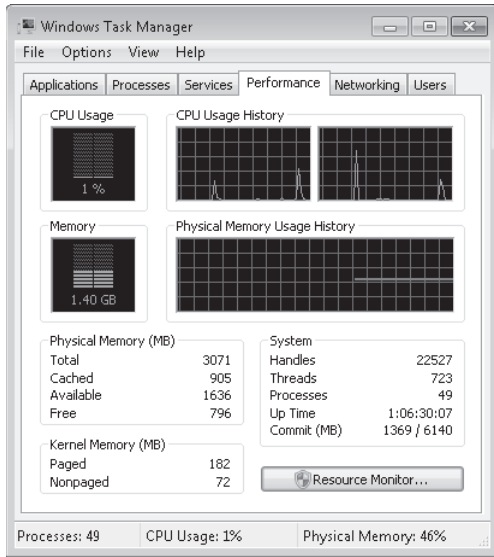 Windows Task Manager
File Options View Help
Applications Processes Services Performance Networking Users
CPU Usage CPU Usage History
1 %
Memory Physical Memory Usage History
1.40 GB
Physical Memory (MB)
Total 3071
Cached 905
Available 1636
Free 796
Kernel Memory (MB)
Paged 182
Nonpaged 72
System
Handles 22527
Threads 723
Processes 49
Up Time 1:06:30:07
Commit (MB) 1369 / 6140
Resource Monitor...
Processes: 49 CPU Usage: 1% Physical Memory: 46%